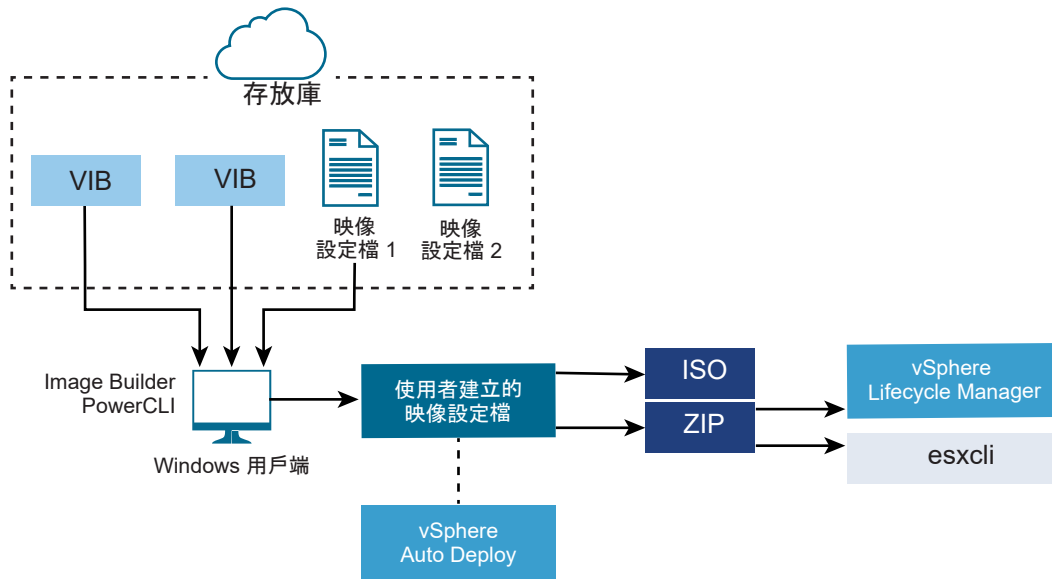 存放庫
VIB
VIB
映像
設定檔 1
映像
設定檔 2
Image Builder
PowerCLI
Windows 用戶端
使用者建立的
映像設定檔
ISO
ZIP
vSphere
Lifecycle Manager
esxcli
vSphere
Auto Deploy